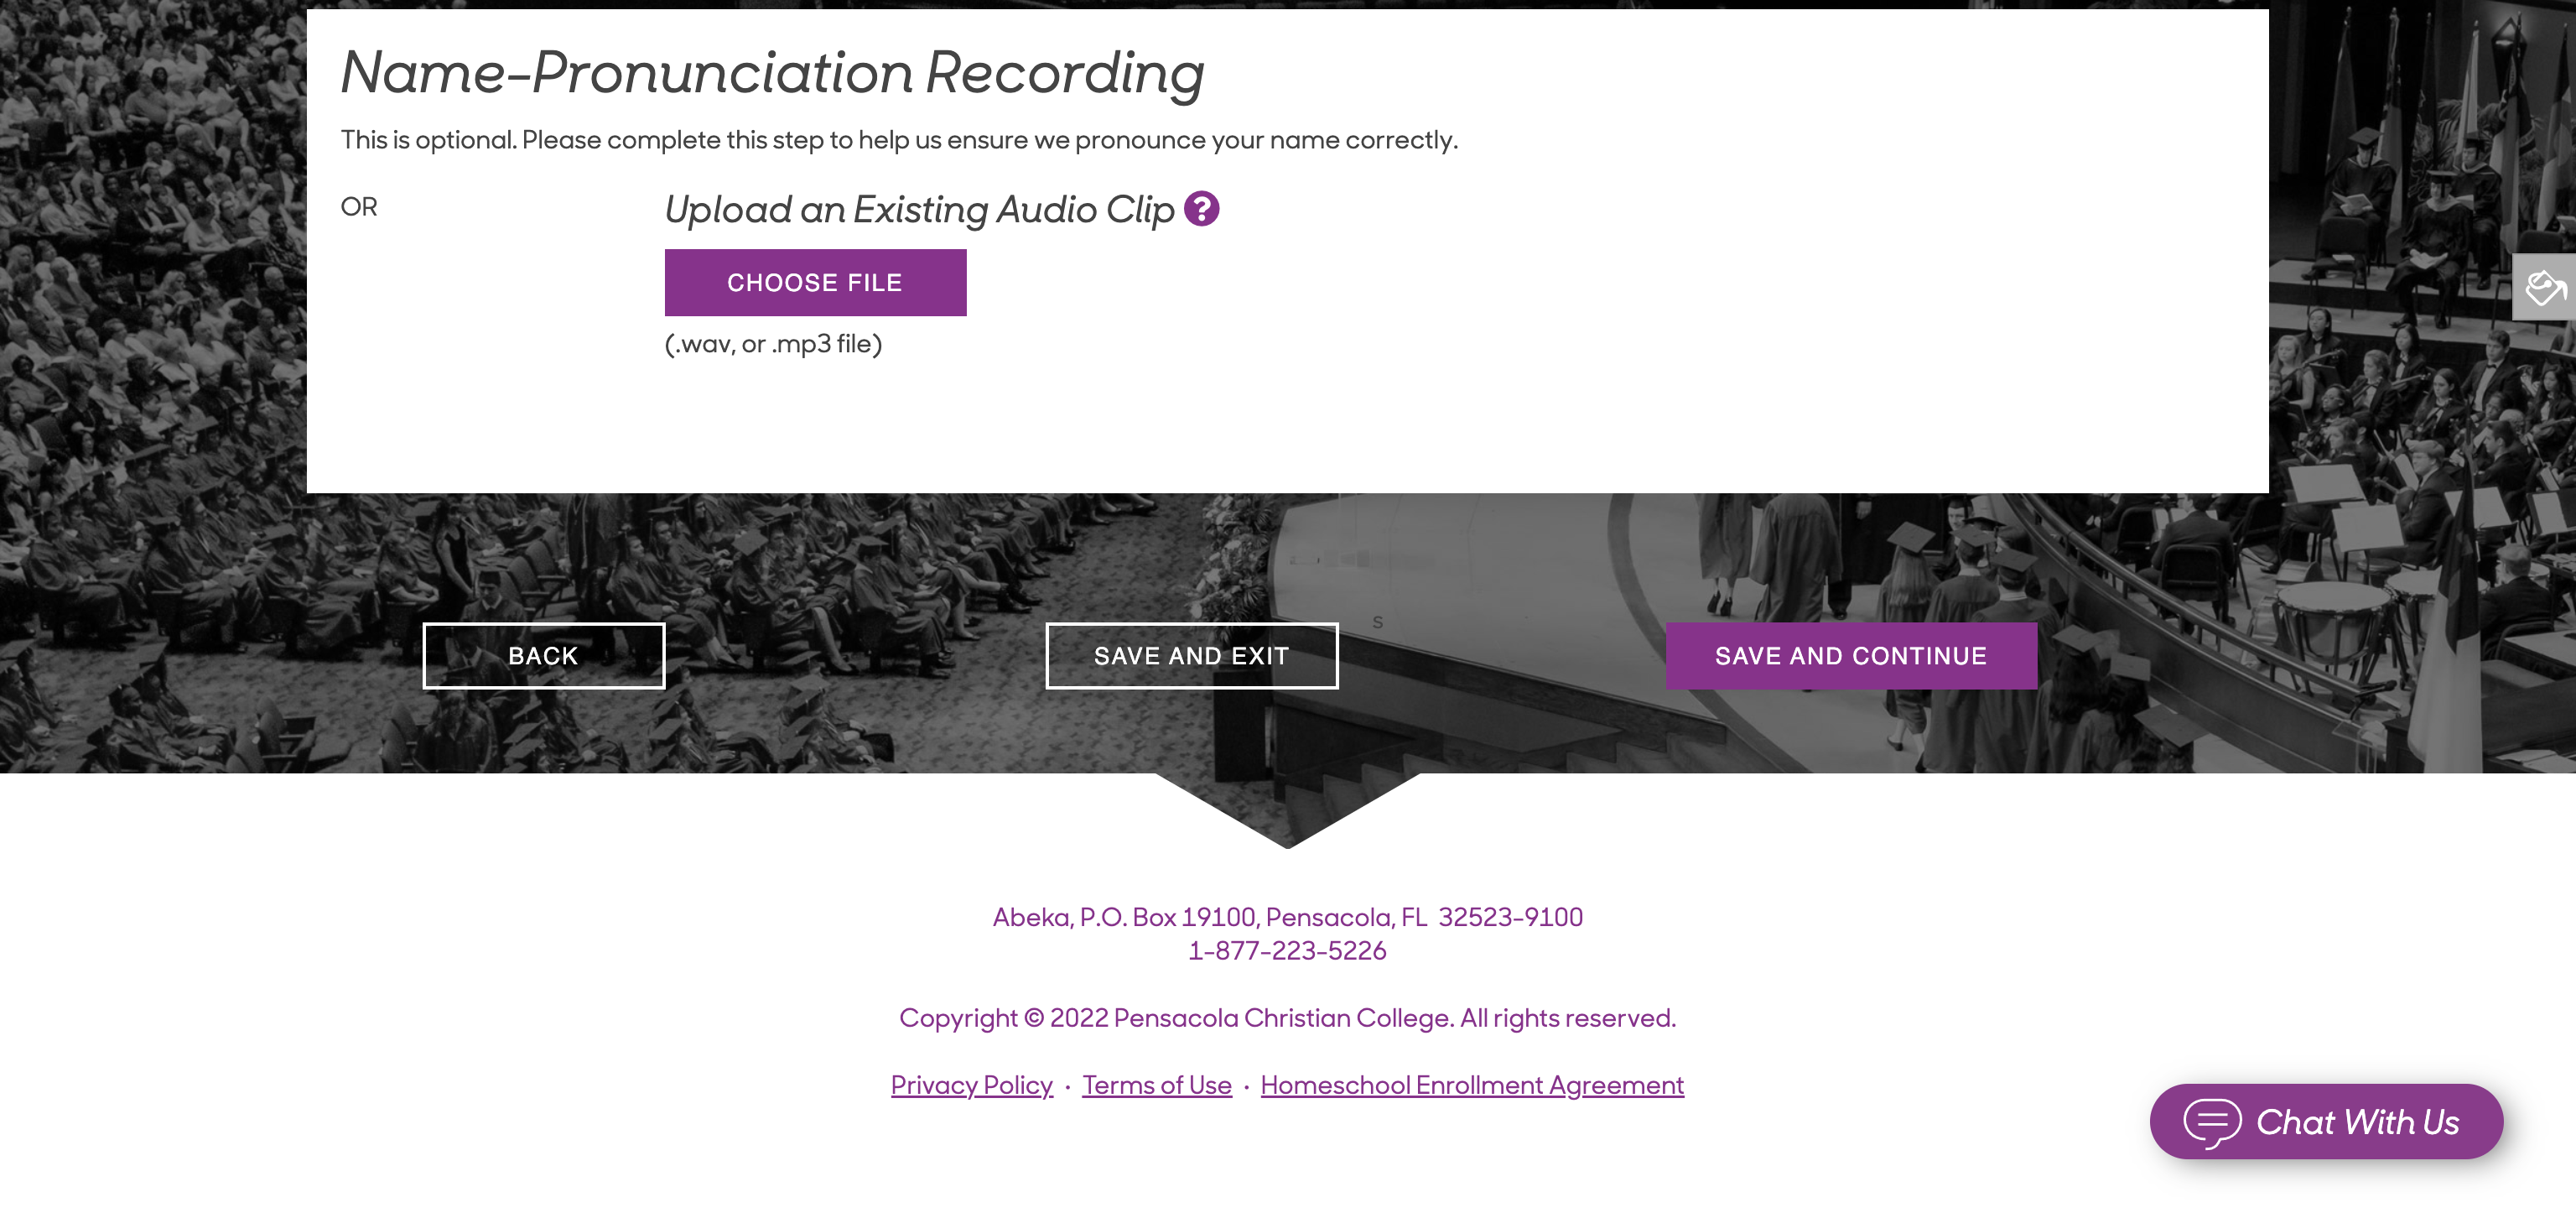 Name-Pronunciation Recording
This is optional. Please complete this step to help us ensure we pronounce your name correctly.
OR
Upload an Existing Audio Clip ?
CHOOSE FILE
(.wav, or .mp3 file)
S
BACK
SAVE AND EXIT
SAVE AND CONTINUE
Abeka, P.O. Box 19100, Pensacola, FL 32523-9100
1-877-223-5226
Copyright © 2022 Pensacola Christian College. All rights reserved.
Privacy Policy · Terms of Use · Homeschool Enrollment Agreement
Chat With Us